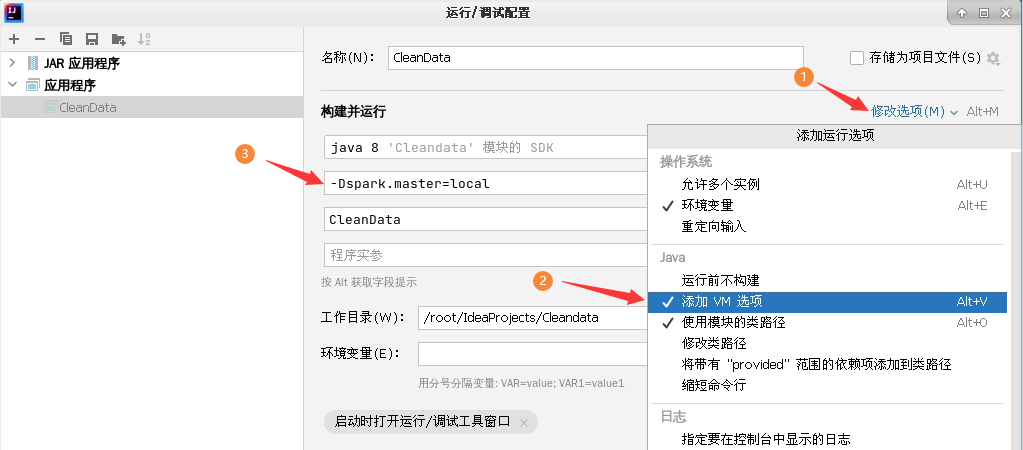 运行/调试配置
JAR 应用程序
应用程序
CleanData
名称(N): CleanData 存储为项目文件(S)
1
构建并运行 修改选项(M) Alt+M
添加运行选项
java 8 'Cleandata' 模块的 SDK
操作系统
3
允许多个实例 Alt+U
-Dspark.master=local
环境变量 Alt+E
CleanData
重定向输入
程序实参
Java
按 Alt 获取字段提示
运行前不构建
2
添加 VM 选项 Alt+V
工作目录(W): /root/IdeaProjects/Cleandata
使用模块的类路径 Alt+O
修改类路径
环境变量(E):
将带有 "provided" 范围的依赖项添加到类路径
用分号分隔变量: VAR=value; VAR1=value1
缩短命令行
日志
启动时打开运行/调试工具窗口
指定要在控制台中显示的日志